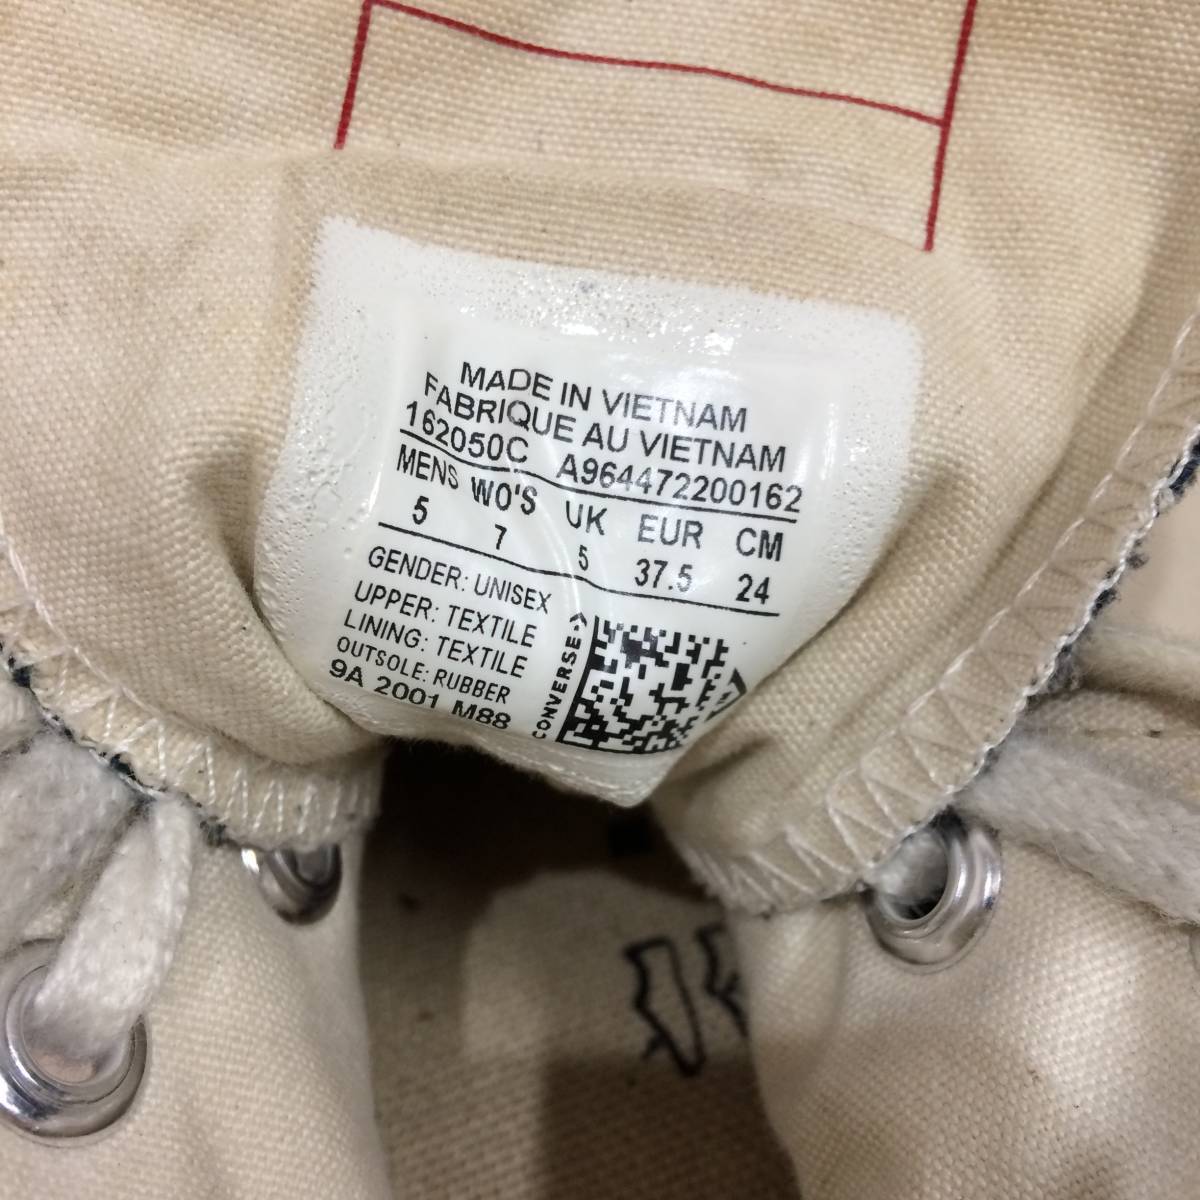 MADE IN VIETNAM
FABRIQUE AU VIETNAM
162050C A964472200162
MENS WO'S UK EUR CM
5 7 5 37.5 24
GENDER: UNISEX
UPPER: TEXTILE
LINING: TEXTILE
OUTSOLE: RUBBER
9A 2001 M88
CONVERSE